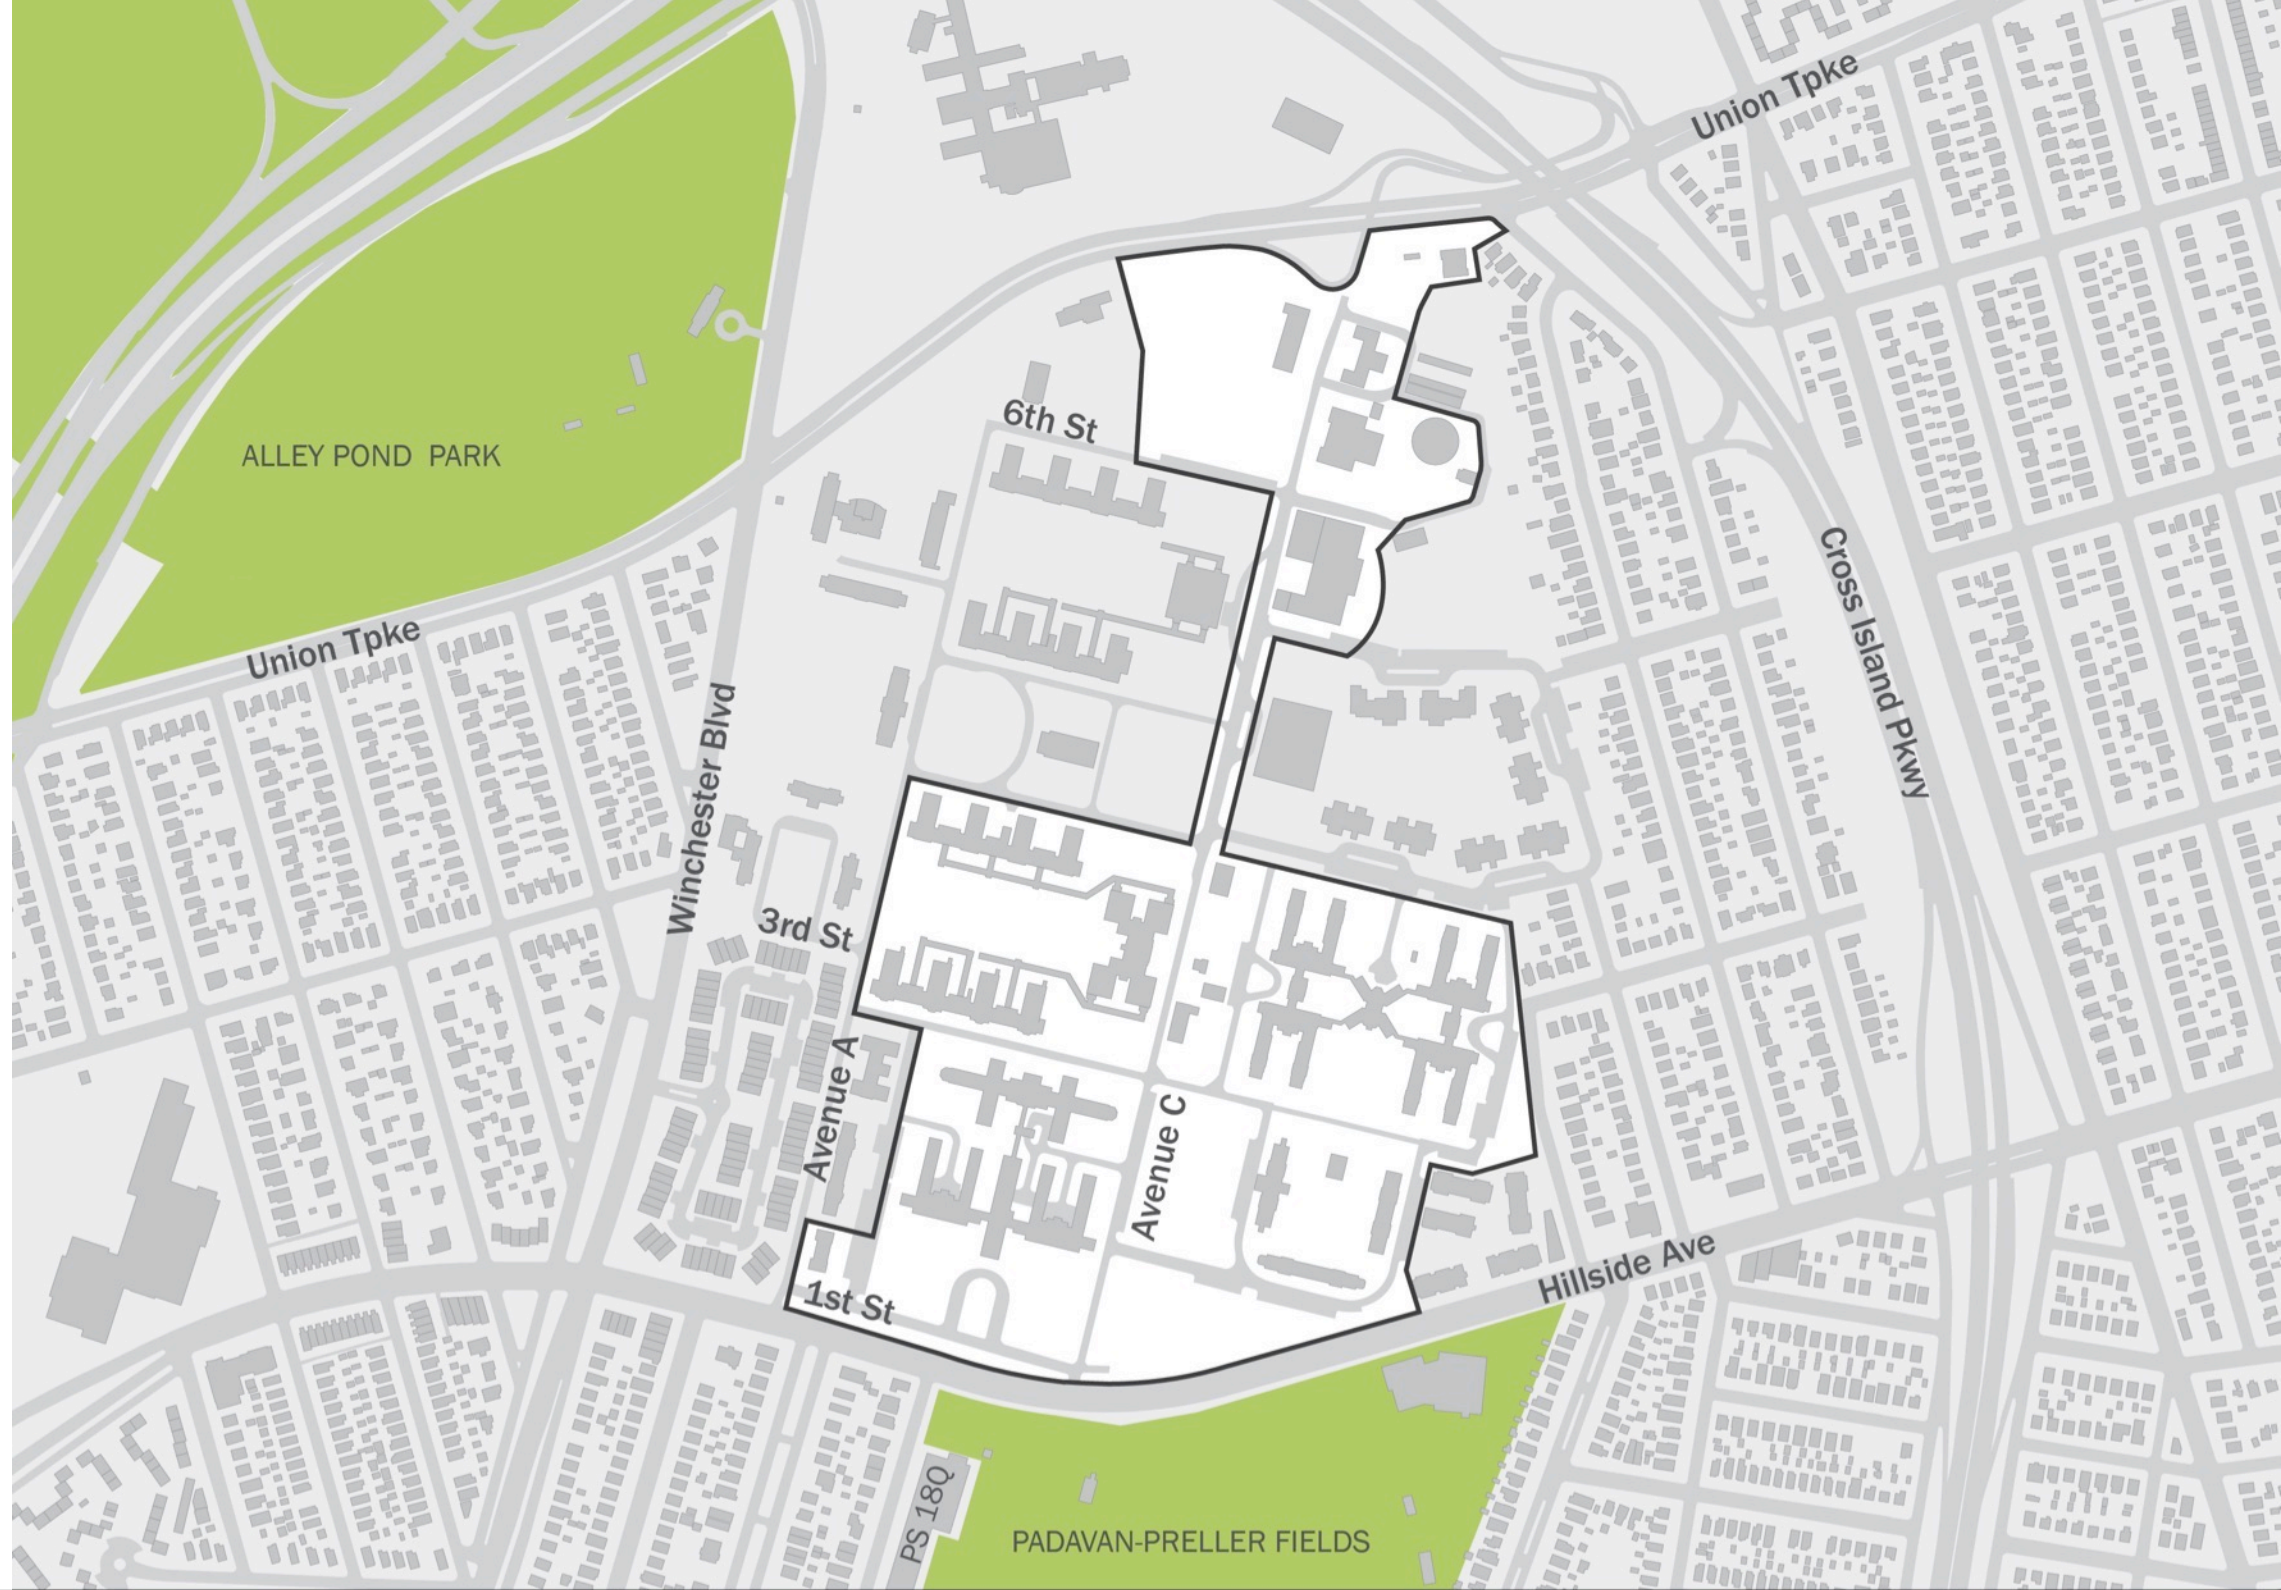 Union Tpke
6th St
ALLEY POND PARK
Union Tpke
Cross Island Pkwy
Winchester Blvd
3rd St
Avenue A
Avenue C
Hillside Ave
1st St
PS 18Q
PADAVAN-PRELLER FIELDS